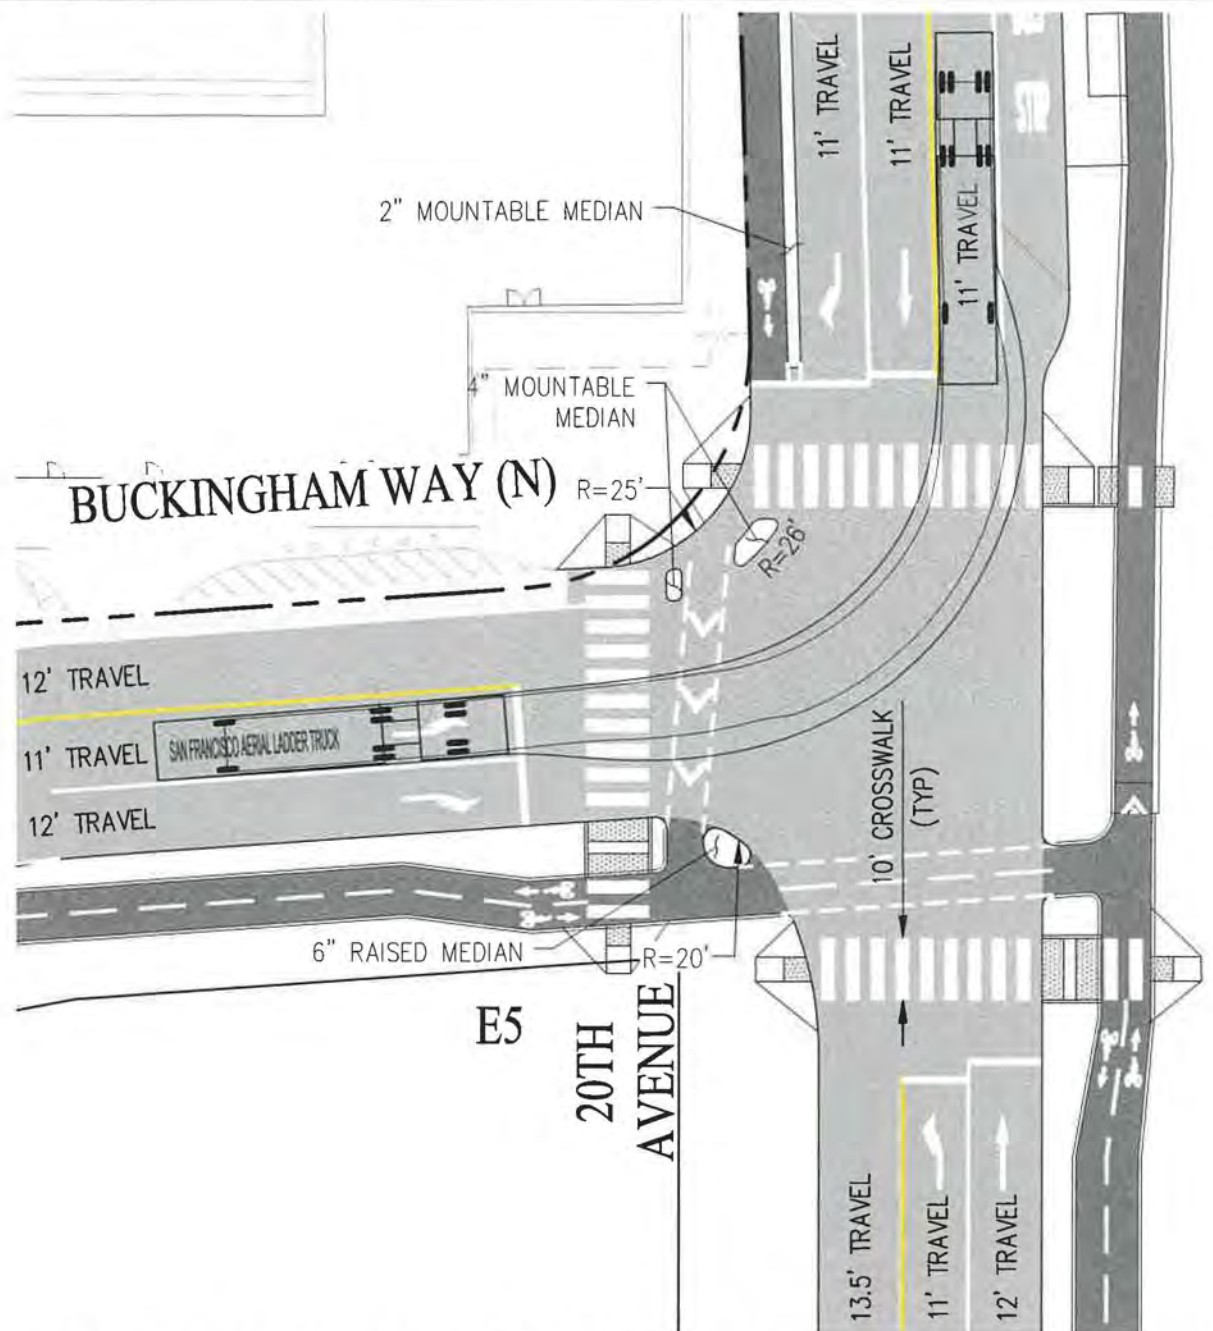 11' TRAVEL
11' TRAVEL
11' TRAVEL
2" MOUNTABLE MEDIAN
4" MOUNTABLE
MEDIAN
BUCKINGHAM WAY (N)
R=25'
R=26'
12' TRAVEL
11' TRAVEL
SAN FRANCISCO AERIAL LADDER TRUCK
12' TRAVEL
10' CROSSWALK
(TYP)
6" RAISED MEDIAN
R=20'
E5
20TH
AVENUE
13.5' TRAVEL
11' TRAVEL
12' TRAVEL